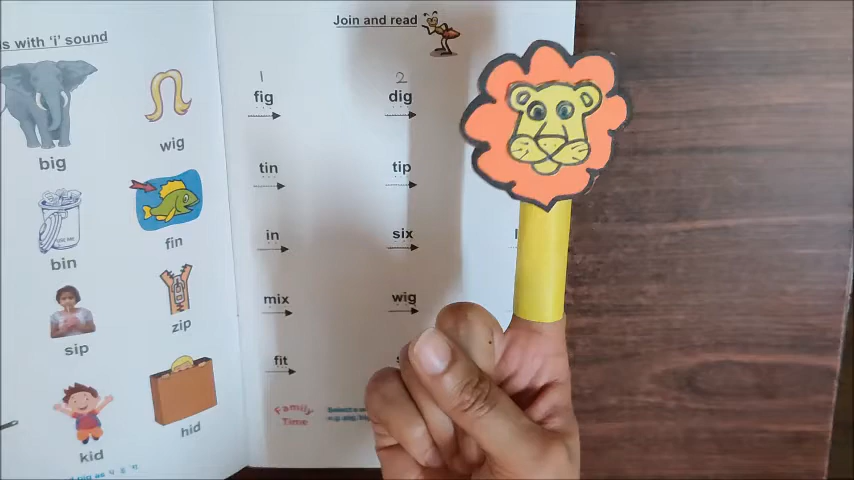 s with 'i' sound
big
wig
bin
fin
sip
zip
kid
hid
Join and read
1
2
fig
dig
tin
tip
in
six
mix
wig
fit
Family
Time